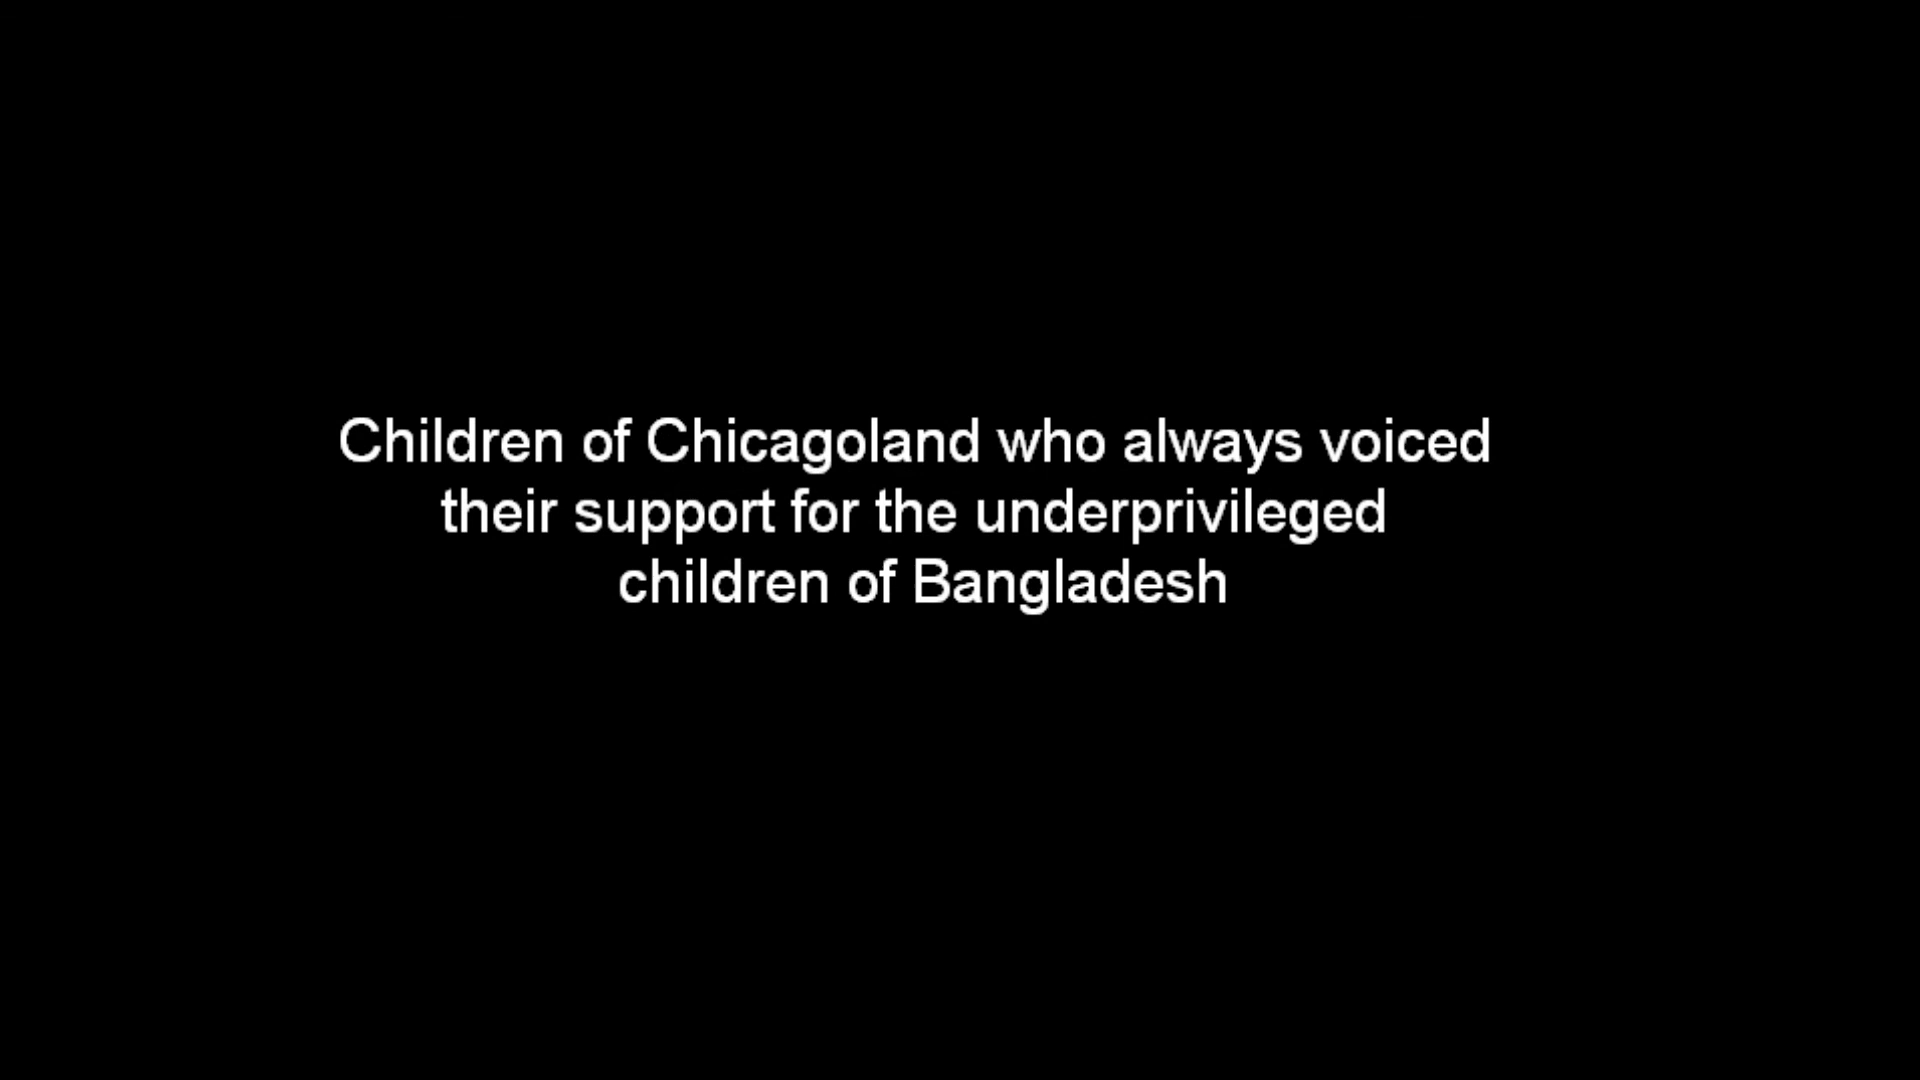 Children of Chicagoland who always voiced
their support for the underprivileged
children of Bangladesh